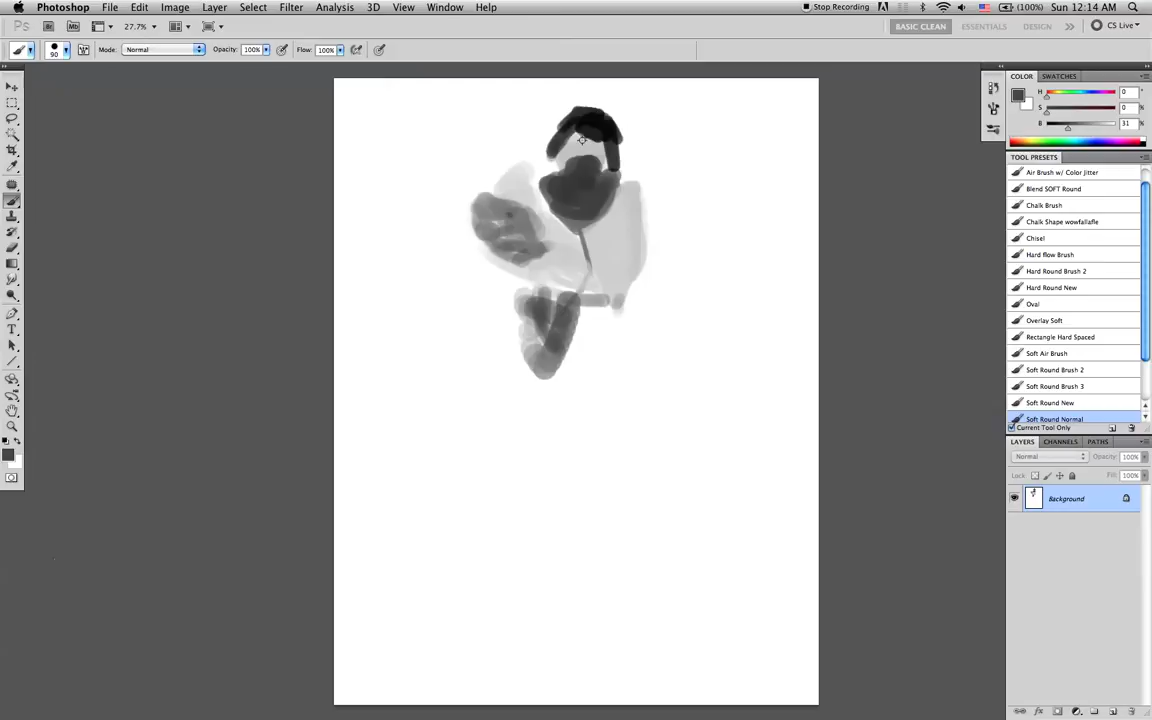 Photoshop File Edit Image Layer Select Filter Analysis 3D View Window Help Stop Recording (100%) Sun 12:14 AM
Ps Br Mb 27.7% BASIC CLEAN ESSENTIALS DESIGN CS Live
90 Mode: Normal Opacity: 100% Flow: 100%
COLOR SWATCHES
H 0 °
S 0 %
B 31 %
TOOL PRESETS
Air Brush w/ Color Jitter
Blend SOFT Round
Chalk Brush
Chalk Shape wowfallafle
Chisel
Hard flow Brush
Hard Round Brush 2
Hard Round New
Oval
Overlay Soft
Rectangle Hard Spaced
Soft Air Brush
Soft Round Brush 2
Soft Round Brush 3
Soft Round New
Soft Round Normal
Current Tool Only
LAYERS CHANNELS PATHS
Normal Opacity: 100%
Lock: Fill: 100%
Background